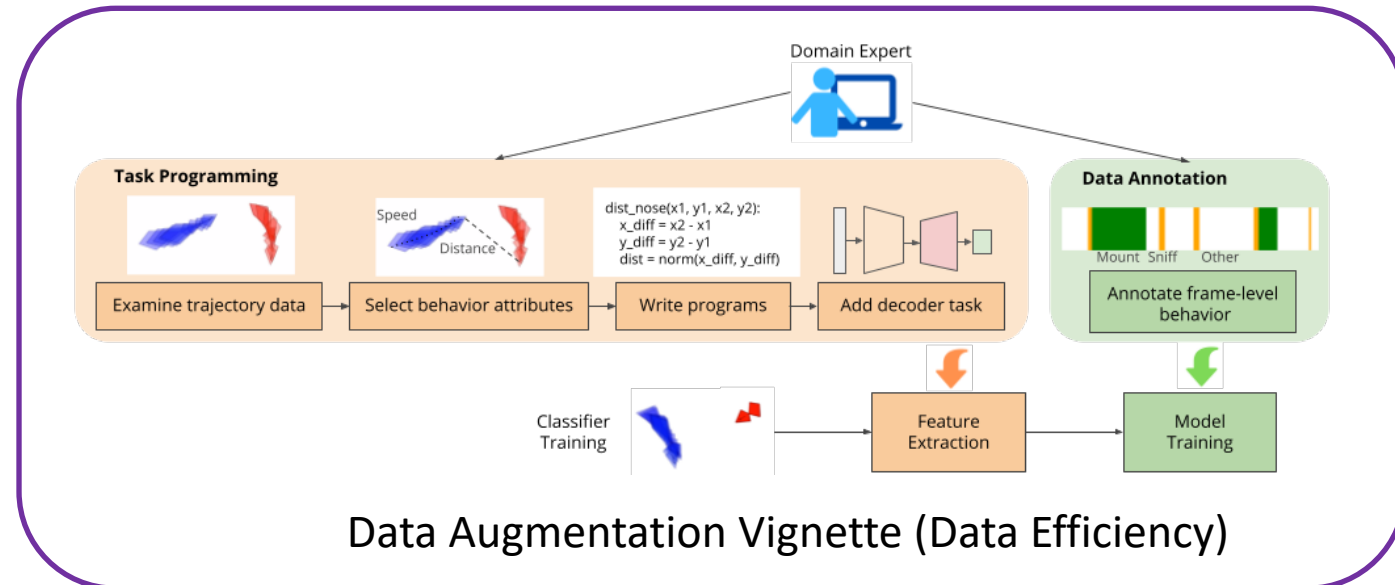 Domain Expert
Task Programming
Speed
Distance
dist_nose(x1, y1, x2, y2):
x_diff = x2 - x1
y_diff = y2 - y1
dist = norm(x_diff, y_diff)
Examine trajectory data
Select behavior attributes
Write programs
Add decoder task
Data Annotation
Mount Sniff Other
Annotate frame-level
behavior
Classifier
Training
Feature
Extraction
Model
Training
Data Augmentation Vignette (Data Efficiency)